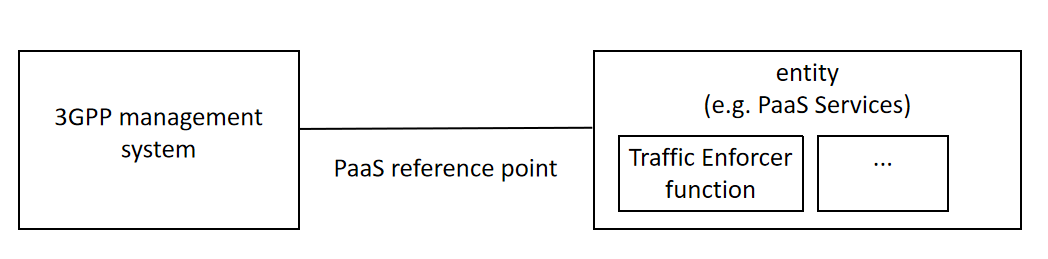 3GPP management
system
PaaS reference point
entity
(e.g. PaaS Services)
Traffic Enforcer
function
...